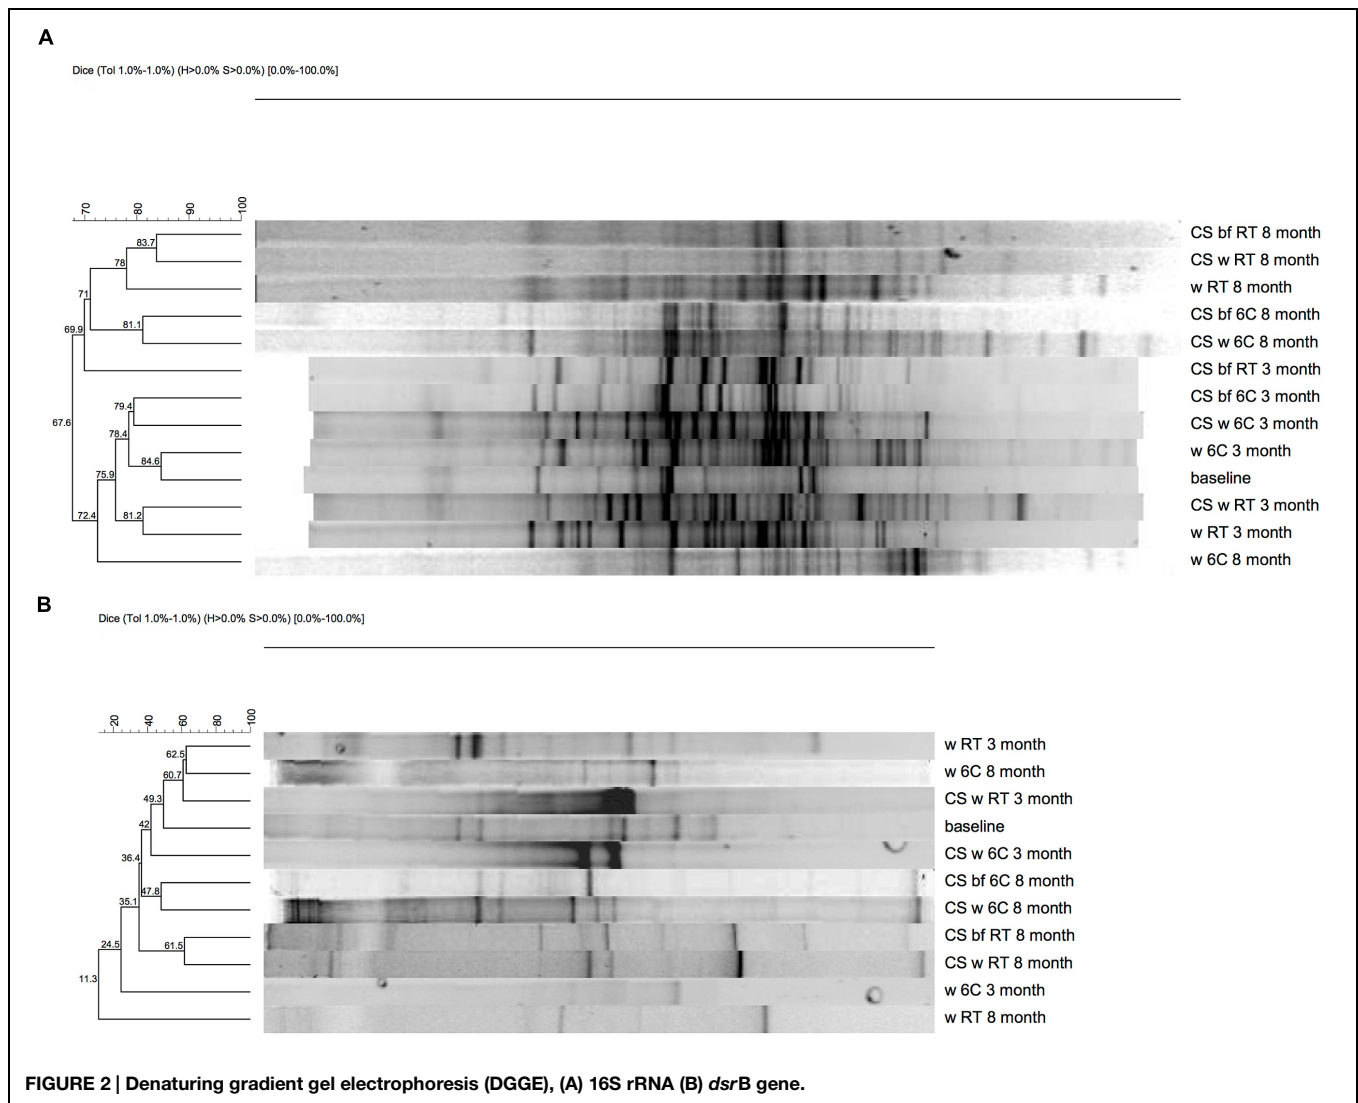 A
Dice (Tol 1.0%-1.0%) (H>0.0% S>0.0%) [0.0%-100.0%]
70 80 90 100
83.7 CS bf RT 8 month
78 CS w RT 8 month
w RT 8 month
71 CS bf 6C 8 month
69.9 81.1 CS w 6C 8 month
CS bf RT 3 month
79.4 CS bf 6C 3 month
67.6 78.4 CS w 6C 3 month
84.6 w 6C 3 month
75.9 baseline
72.4 81.2 CS w RT 3 month
w RT 3 month
w 6C 8 month
B
Dice (Tol 1.0%-1.0%) (H>0.0% S>0.0%) [0.0%-100.0%]
20 40 60 80 100
62.5 w RT 3 month
60.7 w 6C 8 month
49.3 CS w RT 3 month
42 baseline
36.4 CS w 6C 3 month
47.8 CS bf 6C 8 month
35.1 CS w 6C 8 month
24.5 61.5 CS bf RT 8 month
CS w RT 8 month
11.3 w 6C 3 month
w RT 8 month
FIGURE 2 | Denaturing gradient gel electrophoresis (DGGE), (A) 16S rRNA (B) dsrB gene.